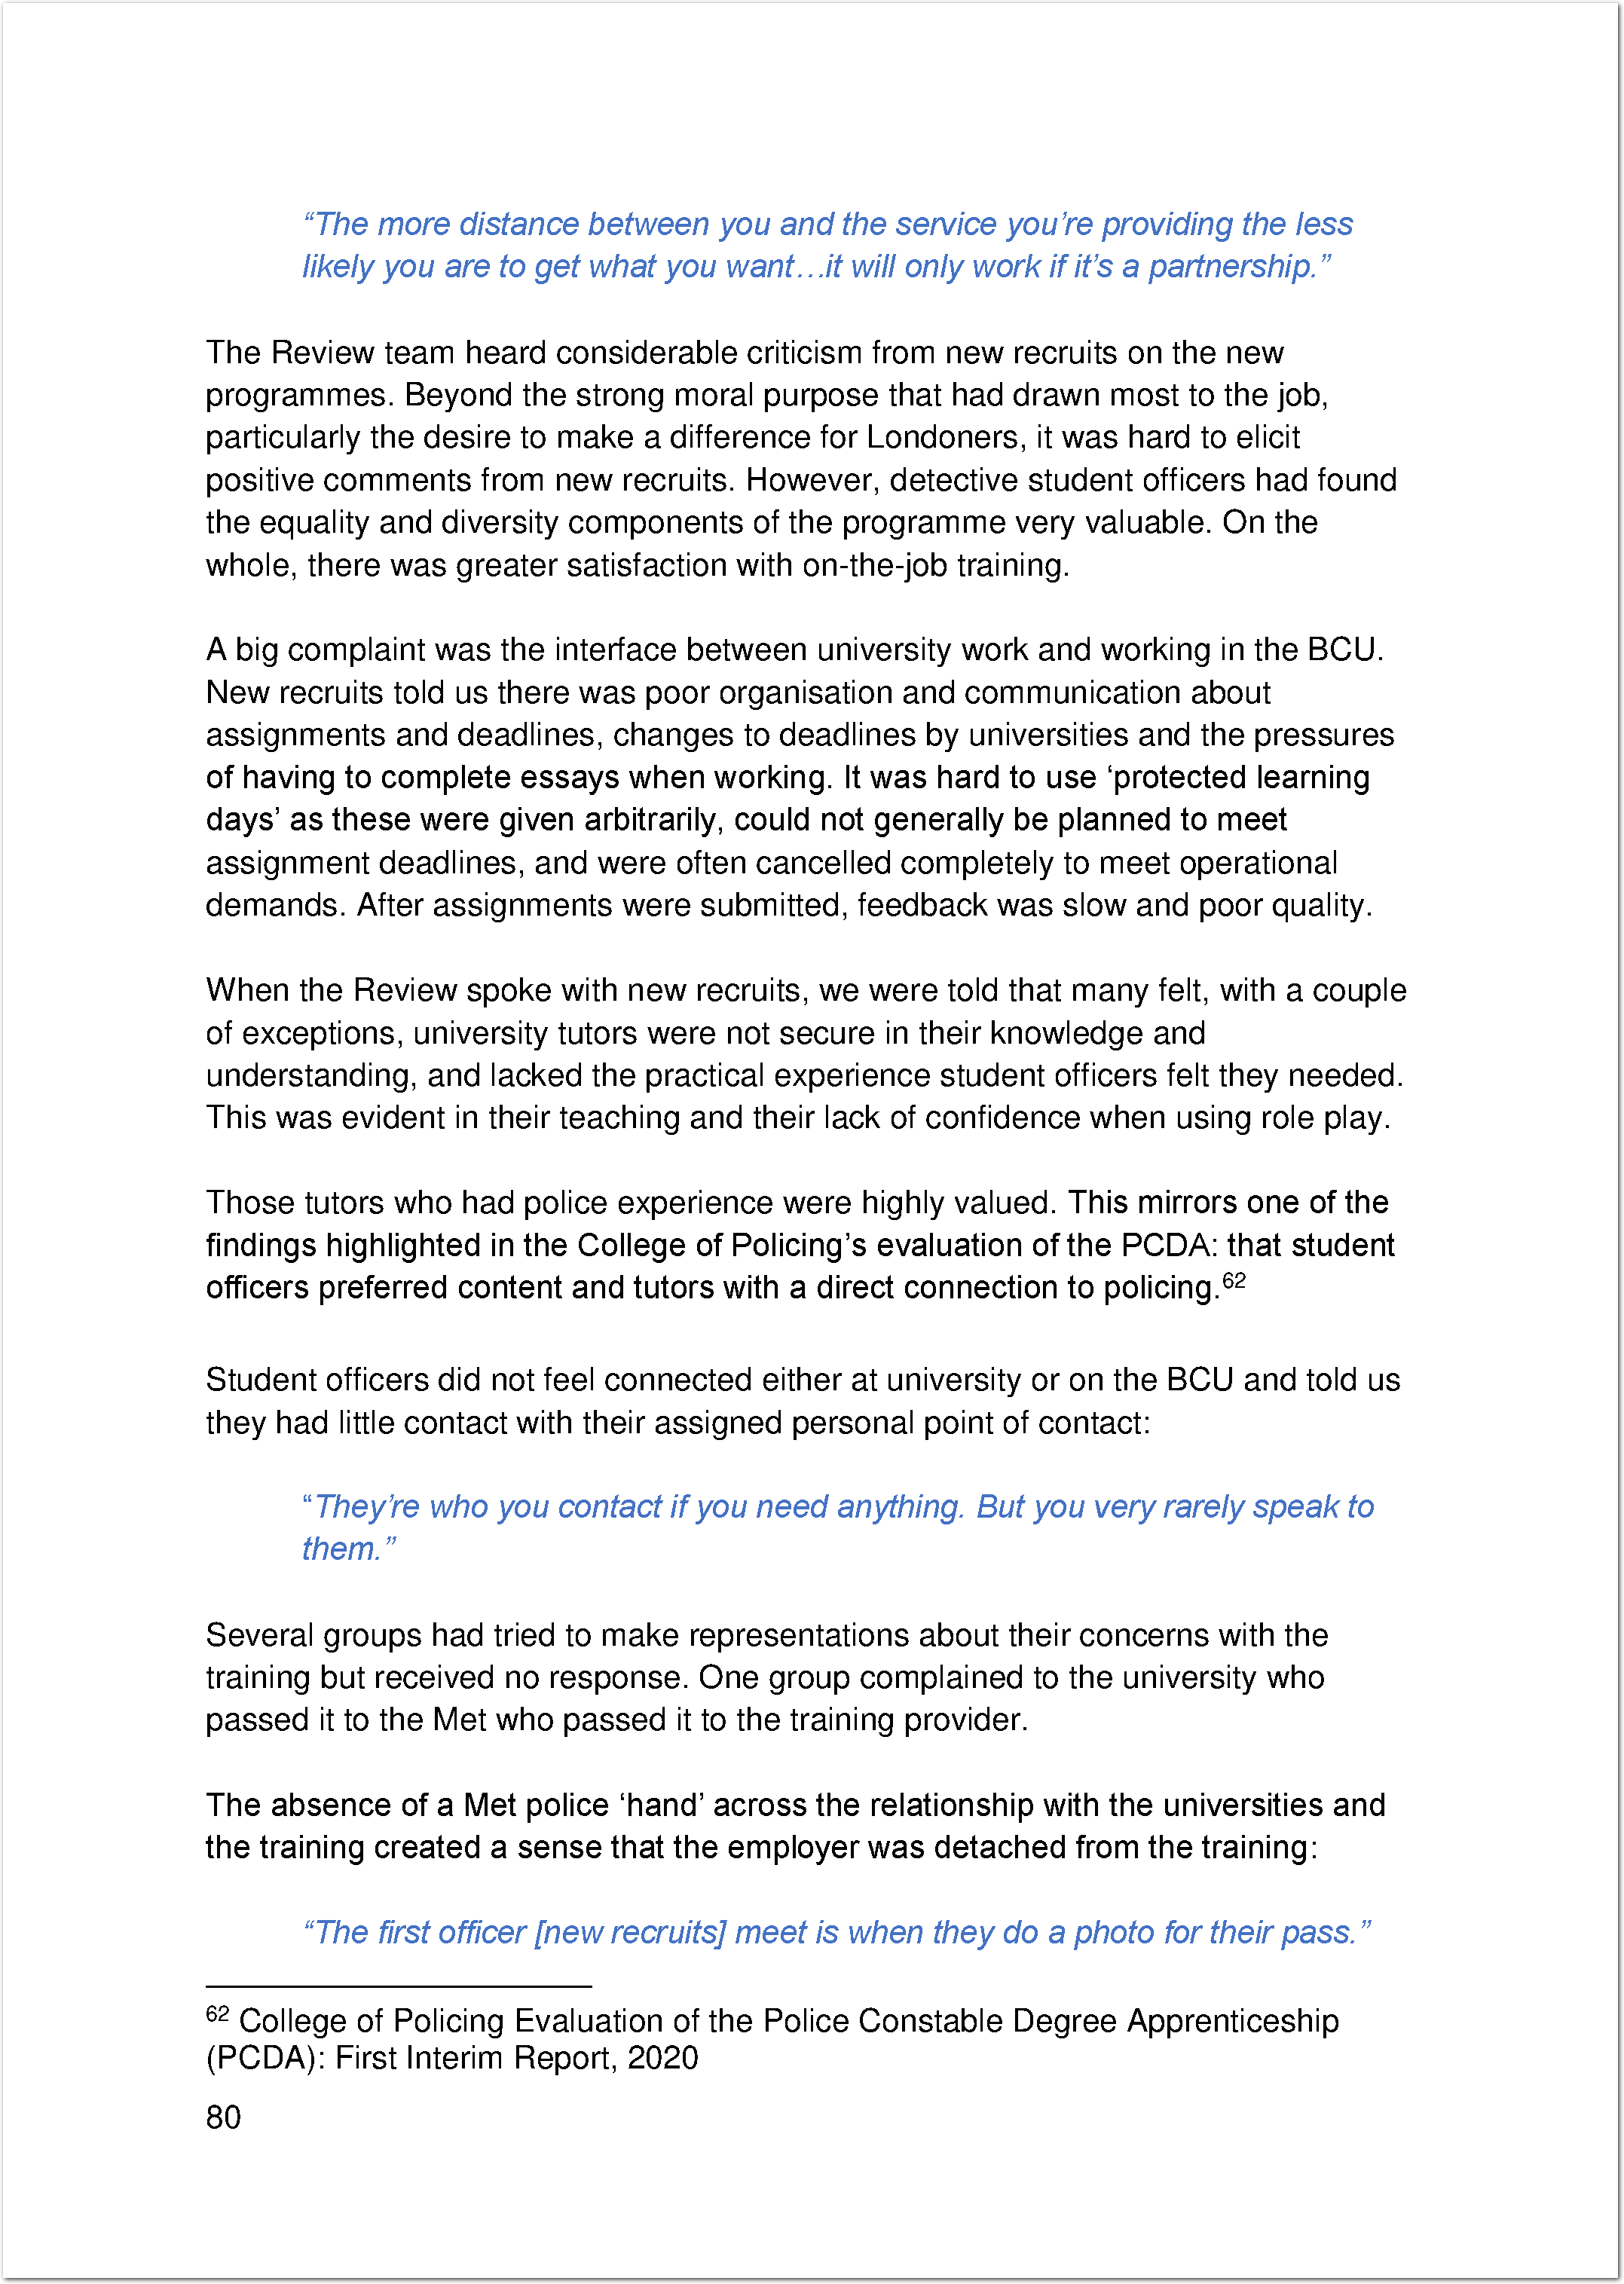 “The more distance between you and the service you’re providing the less
likely you are to get what you want…it will only work if it’s a partnership.”
The Review team heard considerable criticism from new recruits on the new
programmes. Beyond the strong moral purpose that had drawn most to the job,
particularly the desire to make a difference for Londoners, it was hard to elicit
positive comments from new recruits. However, detective student officers had found
the equality and diversity components of the programme very valuable. On the
whole, there was greater satisfaction with on-the-job training.
A big complaint was the interface between university work and working in the BCU.
New recruits told us there was poor organisation and communication about
assignments and deadlines, changes to deadlines by universities and the pressures
of having to complete essays when working. It was hard to use ‘protected learning
days’ as these were given arbitrarily, could not generally be planned to meet
assignment deadlines, and were often cancelled completely to meet operational
demands. After assignments were submitted, feedback was slow and poor quality.
When the Review spoke with new recruits, we were told that many felt, with a couple
of exceptions, university tutors were not secure in their knowledge and
understanding, and lacked the practical experience student officers felt they needed.
This was evident in their teaching and their lack of confidence when using role play.
Those tutors who had police experience were highly valued. This mirrors one of the
findings highlighted in the College of Policing’s evaluation of the PCDA: that student
officers preferred content and tutors with a direct connection to policing.62
Student officers did not feel connected either at university or on the BCU and told us
they had little contact with their assigned personal point of contact:
“They’re who you contact if you need anything. But you very rarely speak to
them.”
Several groups had tried to make representations about their concerns with the
training but received no response. One group complained to the university who
passed it to the Met who passed it to the training provider.
The absence of a Met police ‘hand’ across the relationship with the universities and
the training created a sense that the employer was detached from the training:
“The first officer [new recruits] meet is when they do a photo for their pass.”
62 College of Policing Evaluation of the Police Constable Degree Apprenticeship
(PCDA): First Interim Report, 2020
80